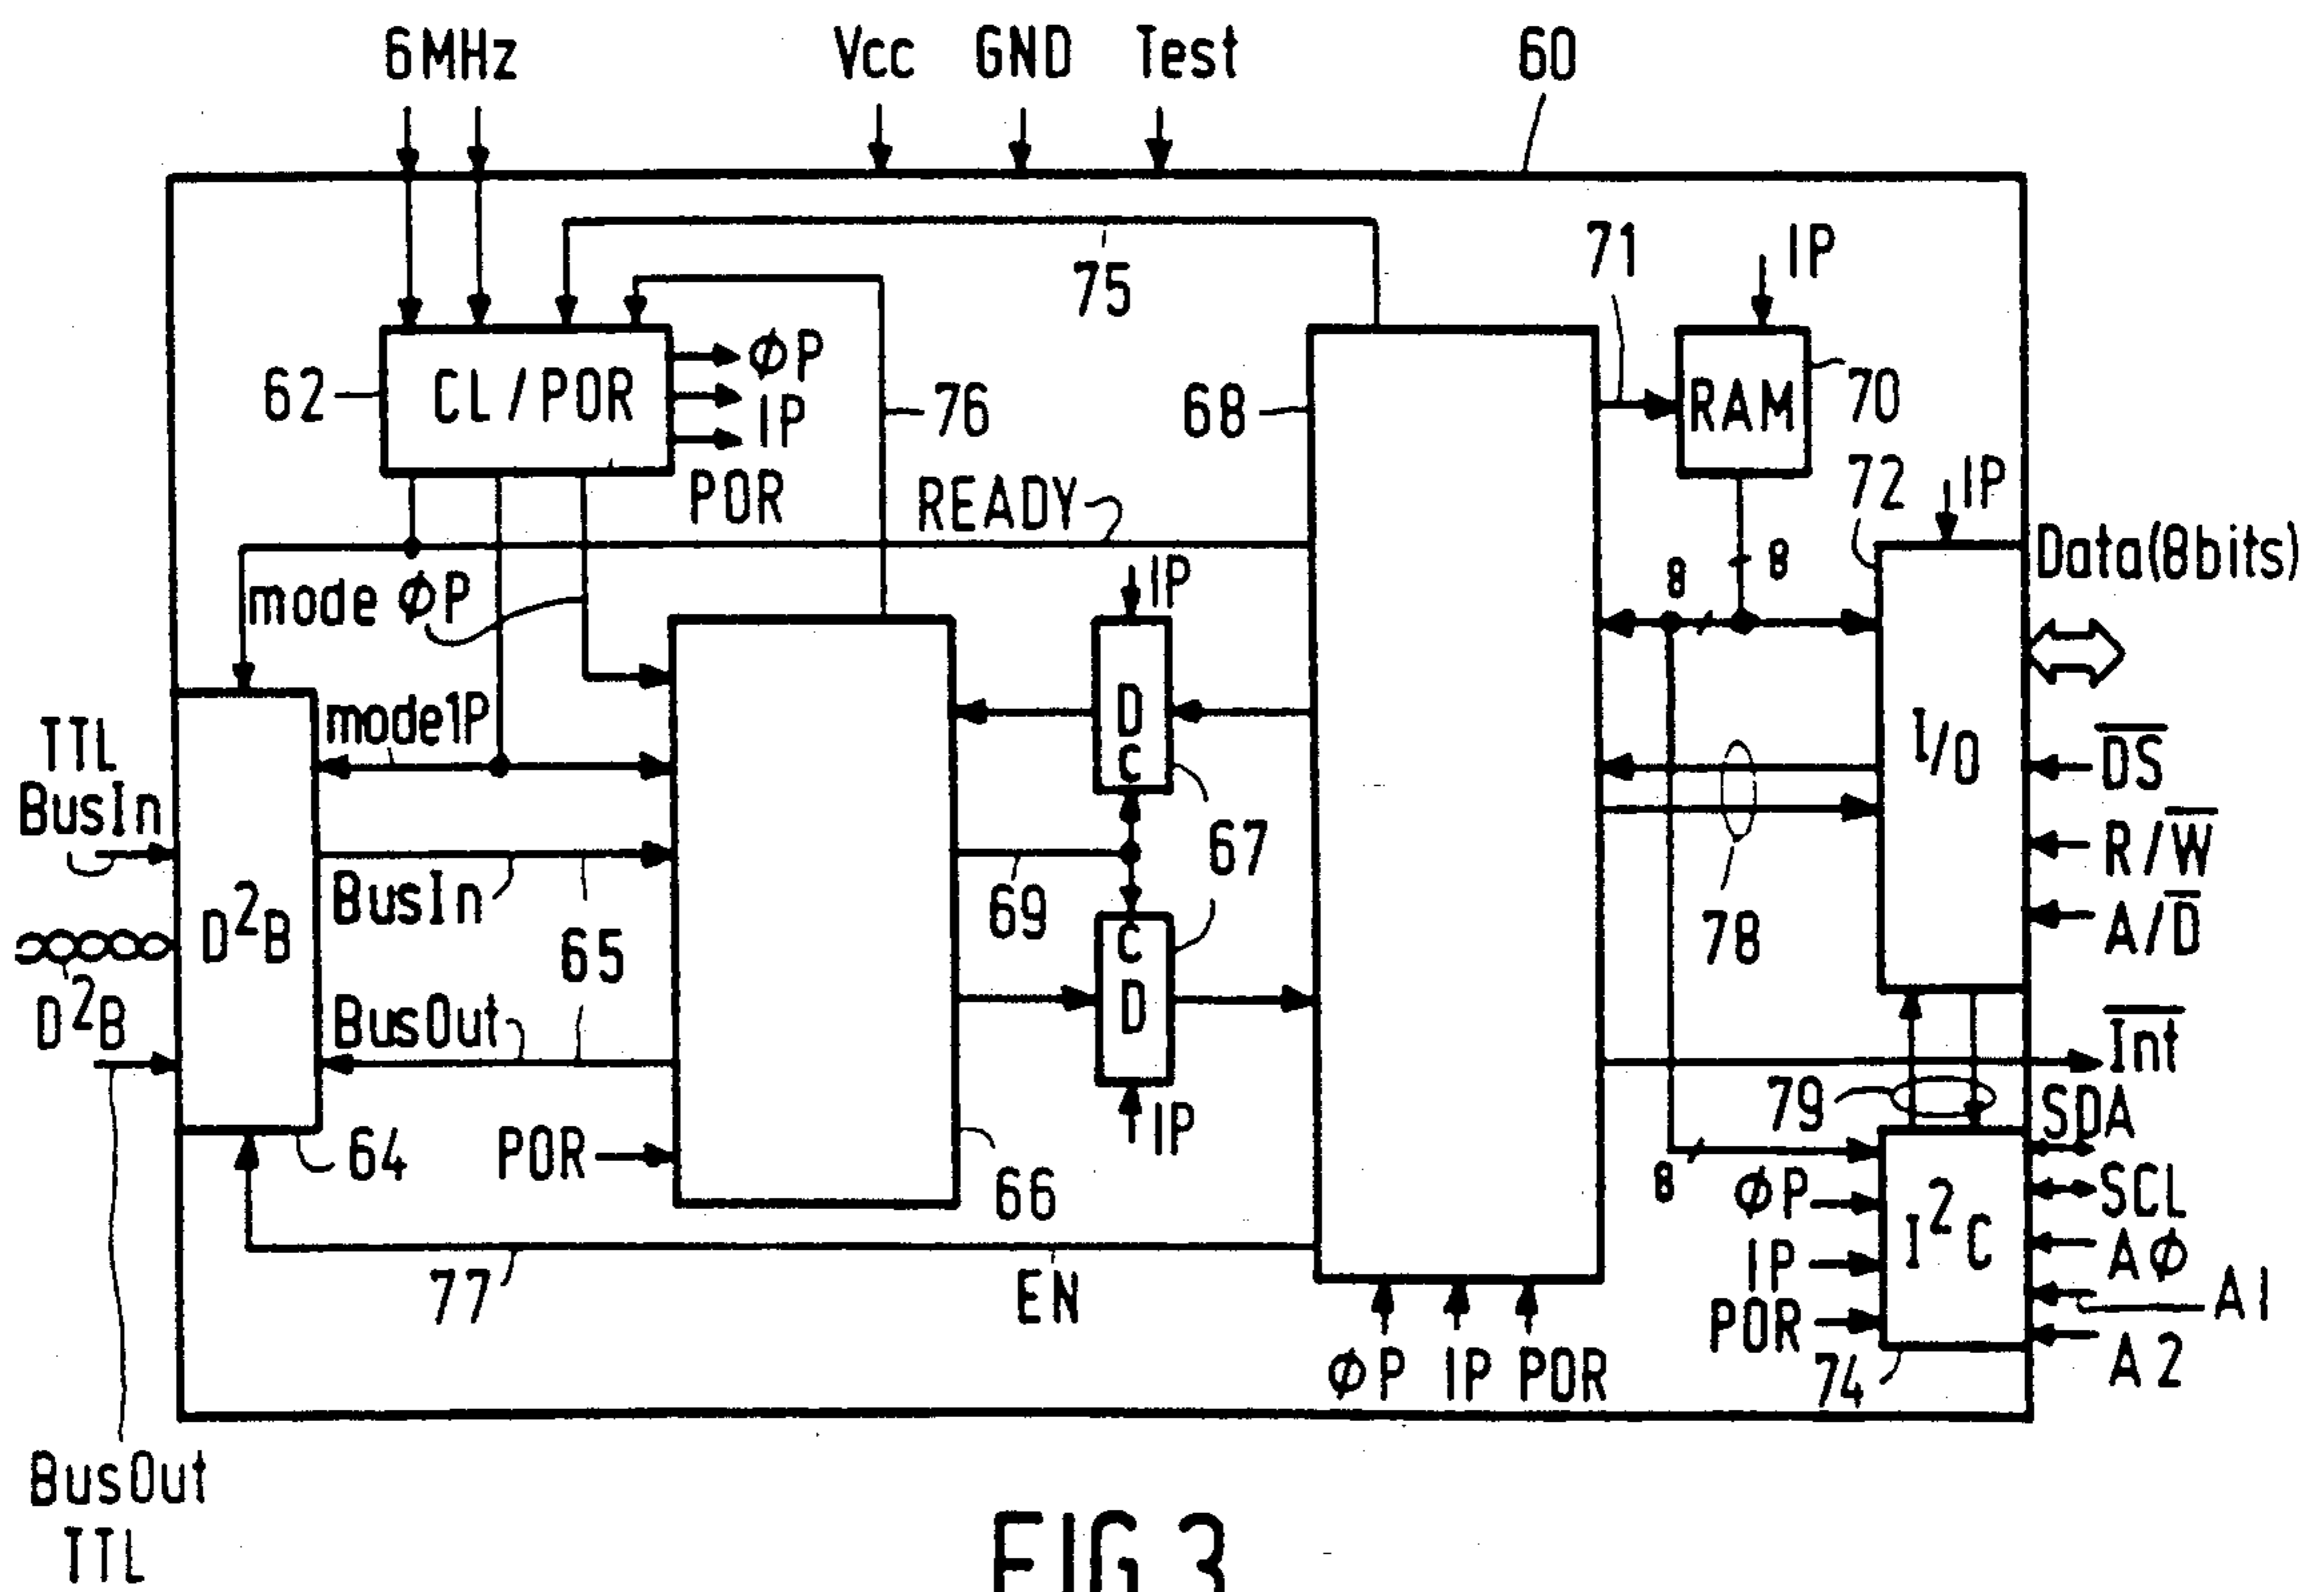 6MHz
Vcc
GND
Test
60
75
71
IP
62
CL/POR
ϕP
IP
POR
76
68
RAM
70
READY
72
IP
Data(8bits)
mode ϕP
IP
8
8
mode1P
D
C
I/O
TTL
BusIn
D̅S̅
R/W̅
A/D̅
67
BusIn
69
C
D
78
D²B
65
D²B
BusOut
I̅n̅t̅
79
SDA
64
POR
IP
66
8
ϕP
SCL
I²C
IP
Aϕ
A1
POR
A2
77
EN
74
ϕP
IP
POR
BusOut
TTL
FIG.3